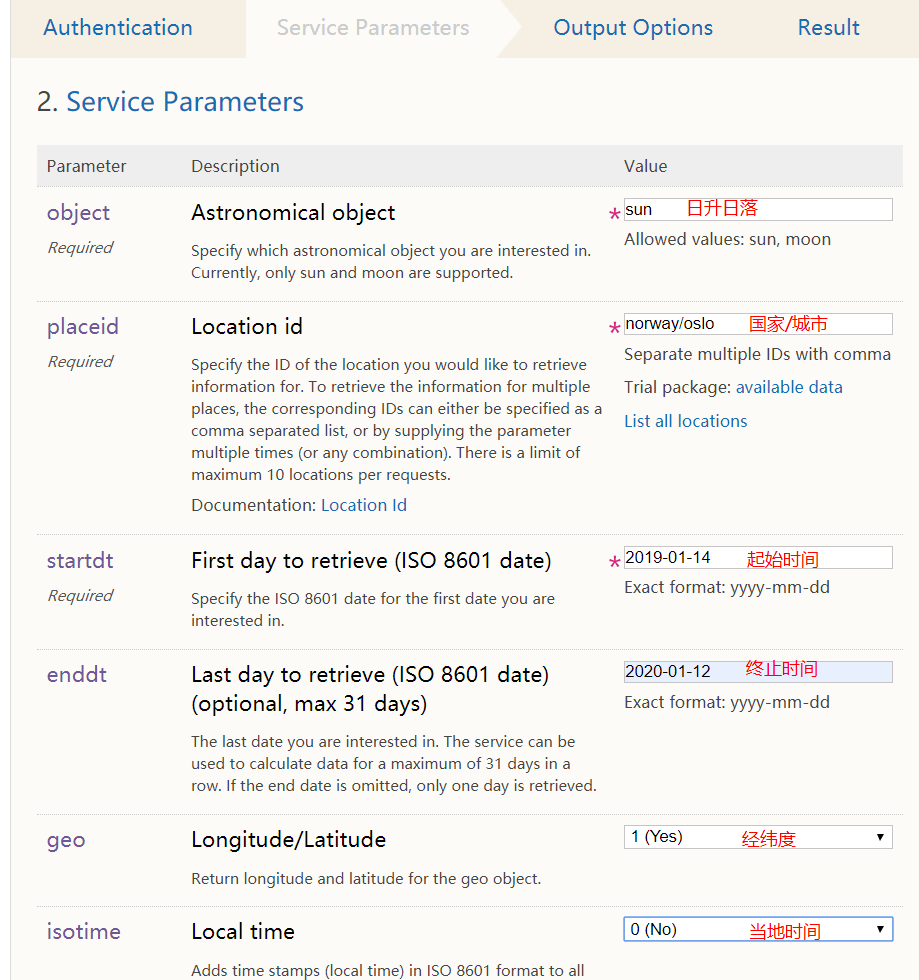 Authentication Service Parameters Output Options Result
2. Service Parameters
Parameter Description Value
object Astronomical object * sun 日升日落
Required Specify which astronomical object you are interested in. Allowed values: sun, moon
Currently, only sun and moon are supported.
placeid Location id * norway/oslo 国家/城市
Required Specify the ID of the location you would like to retrieve Separate multiple IDs with comma
information for. To retrieve the information for multiple Trial package: available data
places, the corresponding IDs can either be specified as a
comma separated list, or by supplying the parameter List all locations
multiple times (or any combination). There is a limit of
maximum 10 locations per requests.
Documentation: Location Id
startdt First day to retrieve (ISO 8601 date) * 2019-01-14 起始时间
Required Specify the ISO 8601 date for the first date you are Exact format: yyyy-mm-dd
interested in.
enddt Last day to retrieve (ISO 8601 date) 2020-01-12 终止时间
(optional, max 31 days) Exact format: yyyy-mm-dd
The last date you are interested in. The service can be
used to calculate data for a maximum of 31 days in a
row. If the end date is omitted, only one day is retrieved.
geo Longitude/Latitude 1 (Yes) 经纬度
Return longitude and latitude for the geo object.
isotime Local time 0 (No) 当地时间
Adds time stamps (local time) in ISO 8601 format to all